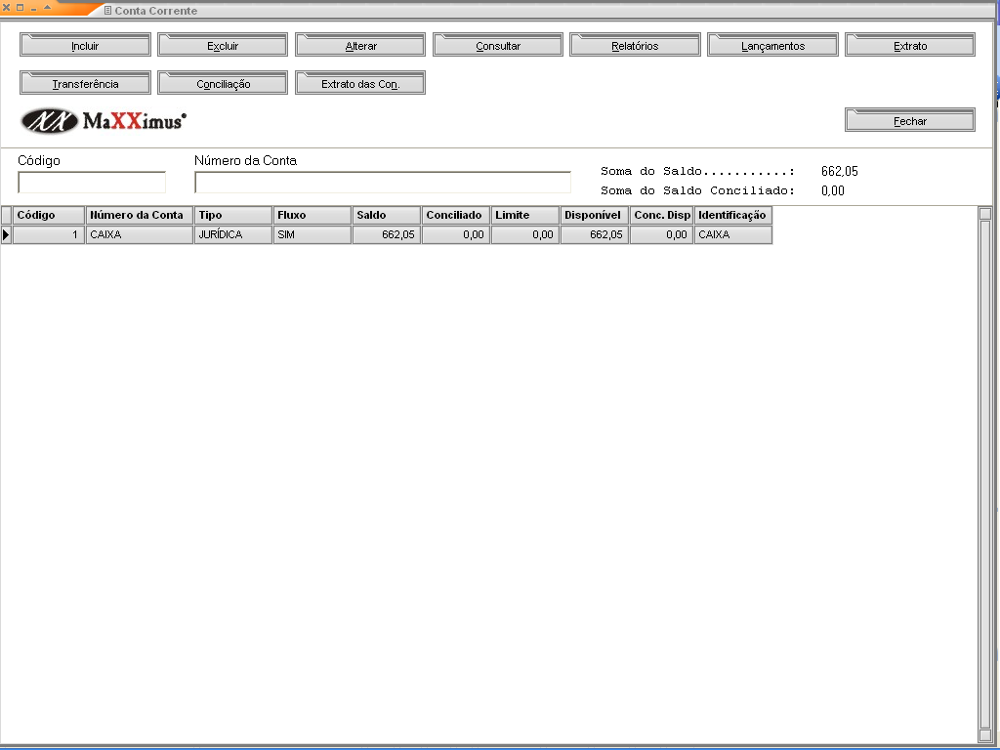 Conta Corrente
Incluir Excluir Alterar Consultar Relatórios Lançamentos Extrato
Transferência Conciliação Extrato das Con.
XX MaXXimus Fechar
Código Número da Conta
Soma do Saldo...........: 662,05
Soma do Saldo Conciliado: 0,00
Código Número da Conta Tipo Fluxo Saldo Conciliado Limite Disponível Conc. Disp Identificação
1 CAIXA JURÍDICA SIM 662,05 0,00 0,00 662,05 0,00 CAIXA